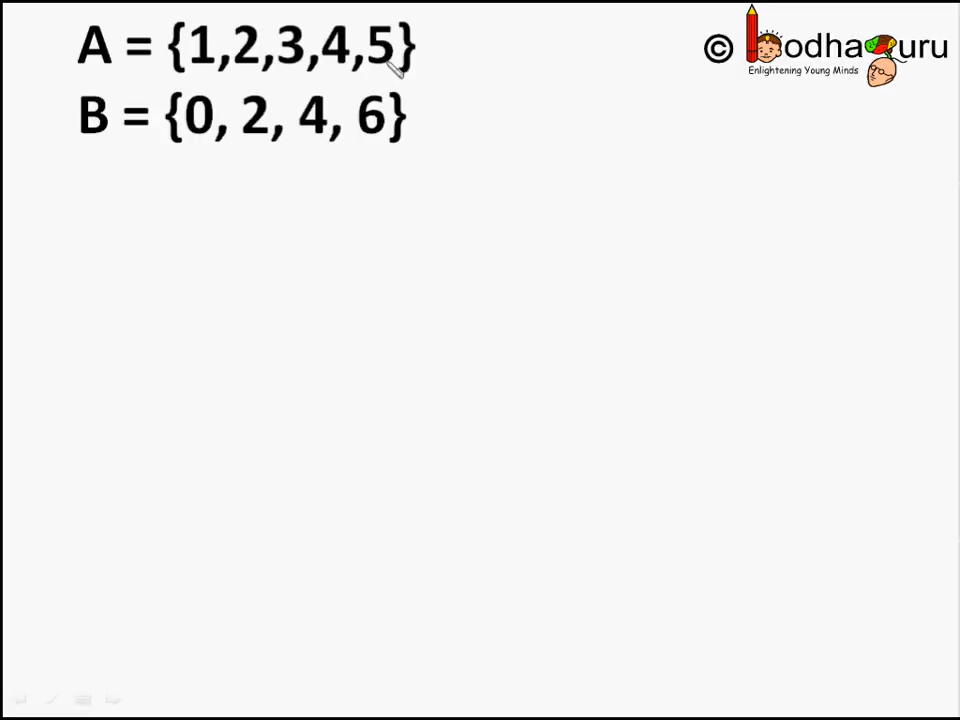 A = {1,2,3,4,5}
B = {0, 2, 4, 6}
© bodhaGuru
Enlightening Young Minds